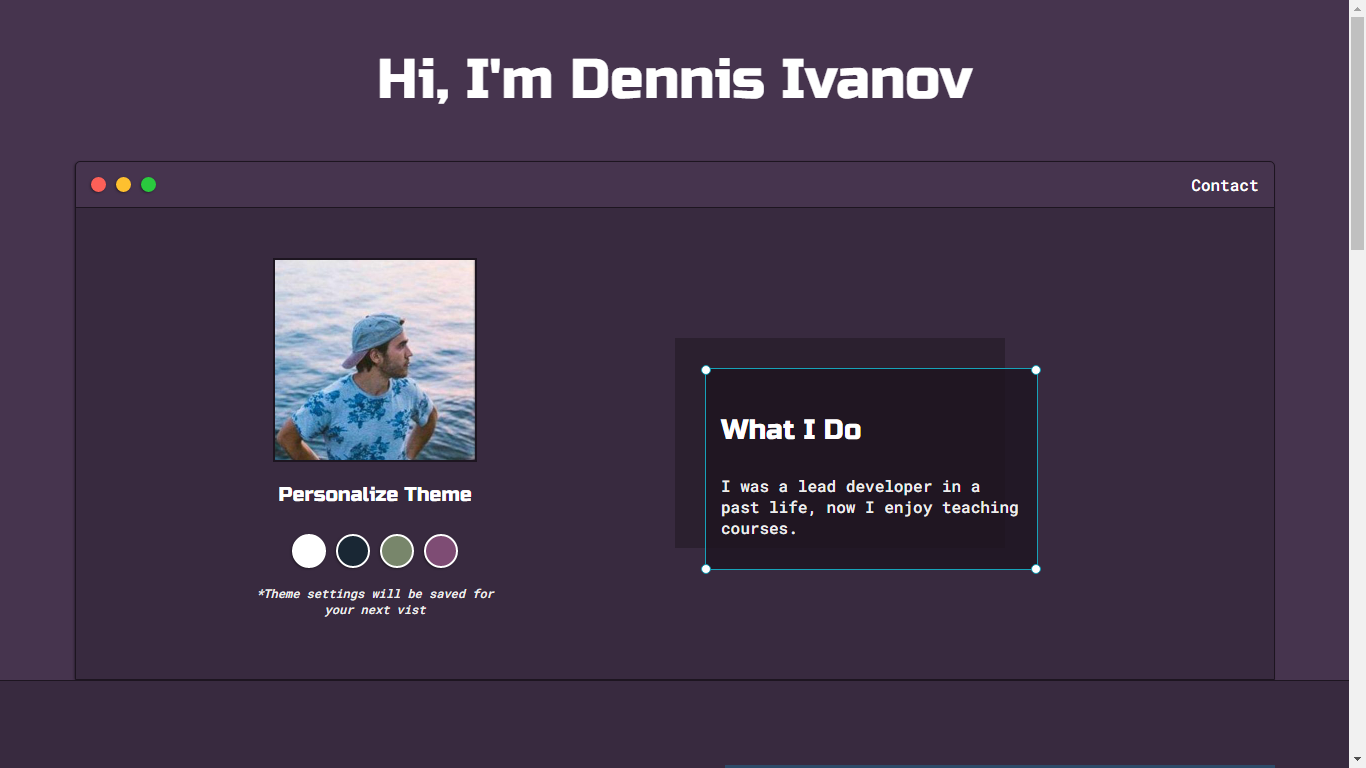 Hi, I'm Dennis Ivanov
Contact
Personalize Theme
*Theme settings will be saved for
your next vist
What I Do
I was a lead developer in a
past life, now I enjoy teaching
courses.